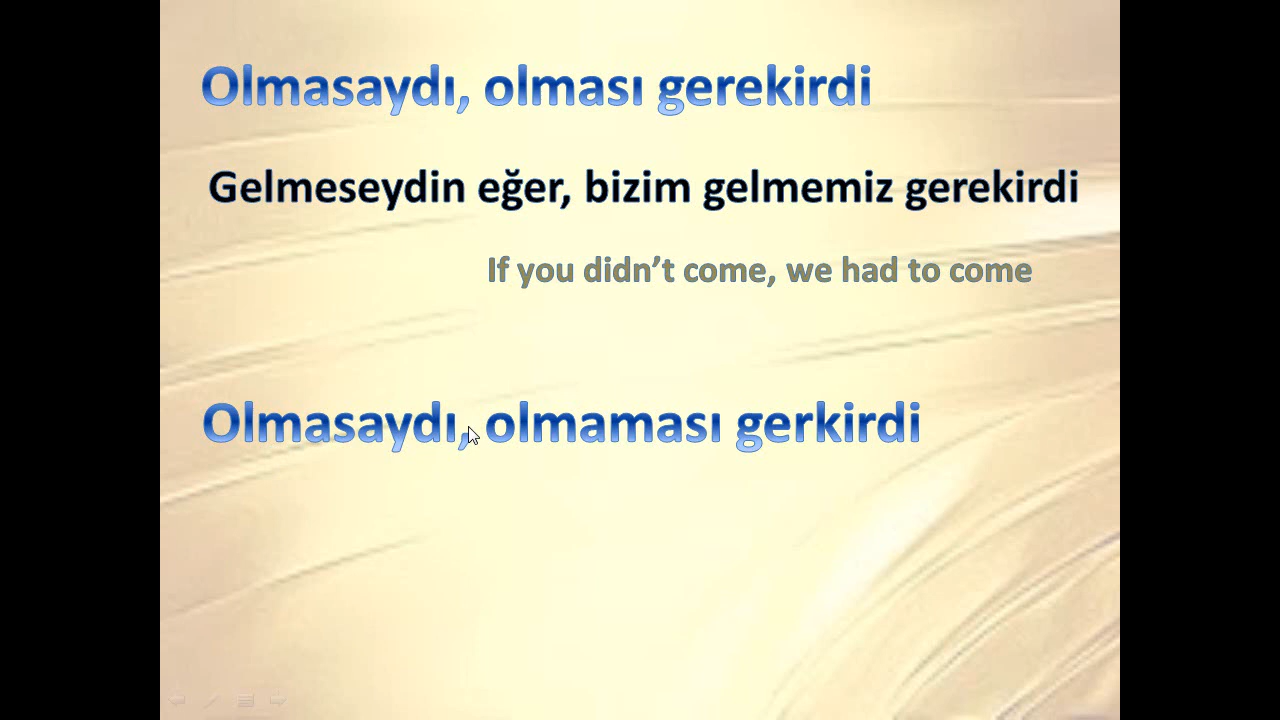 Olmasaydı, olması gerekirdi
Gelmeseydin eğer, bizim gelmemiz gerekirdi
If you didn’t come, we had to come
Olmasaydı, olmaması gerkirdi